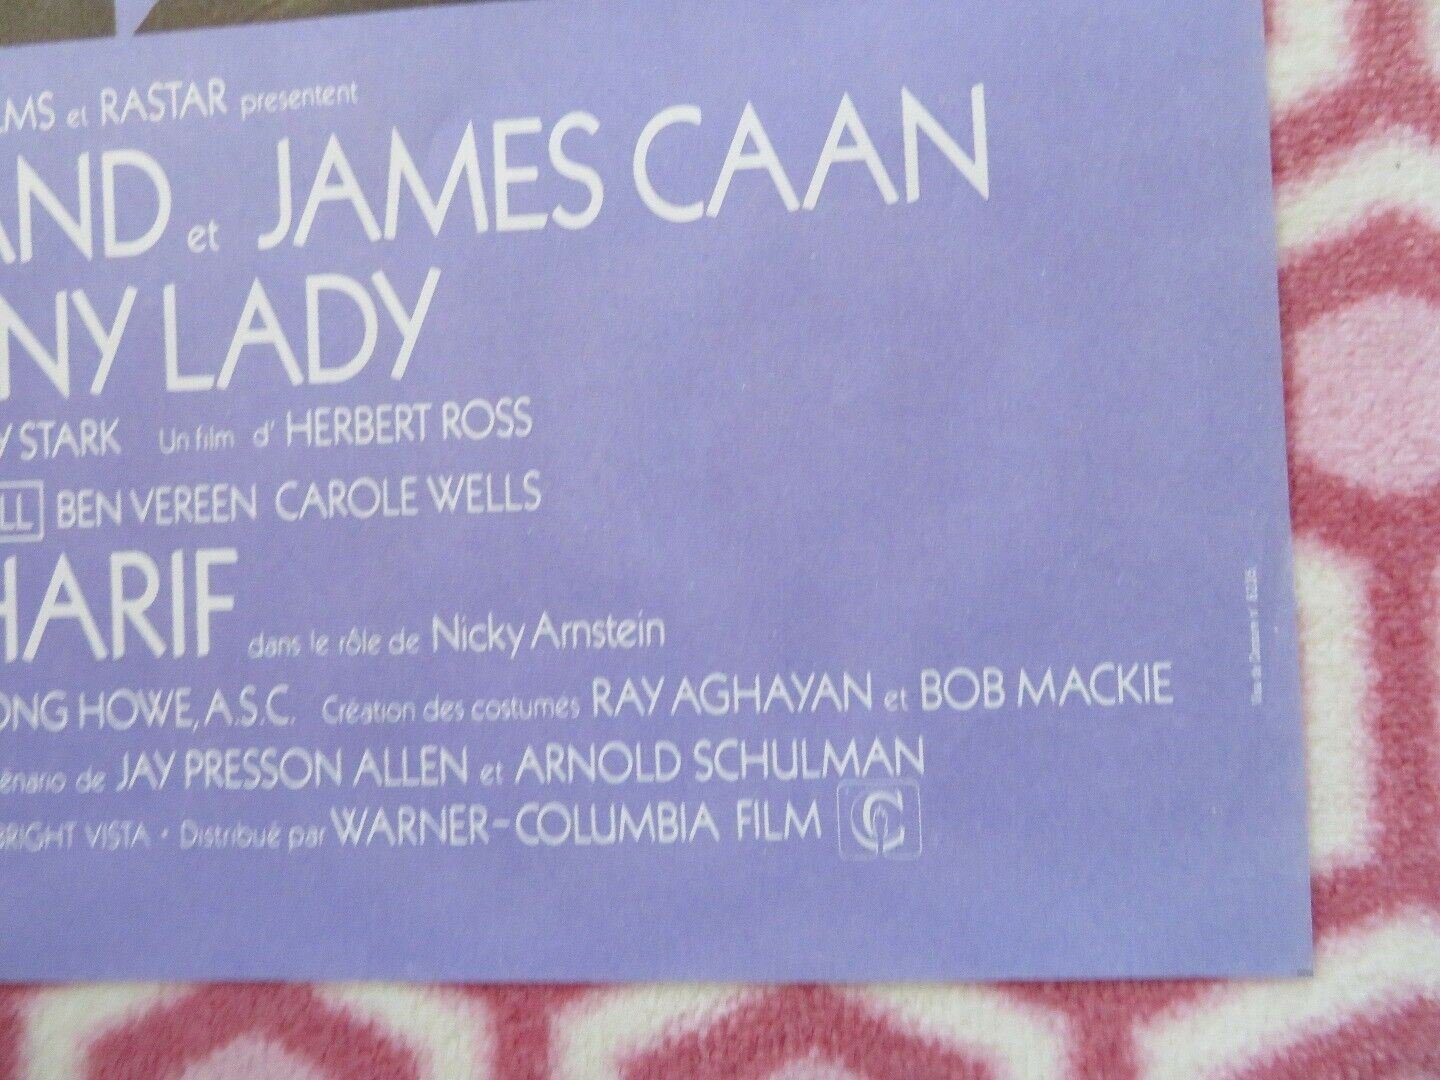 LMS et RASTAR presentent
AND et JAMES CAAN
NY LADY
Y STARK Un film d' HERBERT ROSS
LL BEN VEREEN CAROLE WELLS
HARIF dans le rôle de Nicky Arnstein
ONG HOWE, A.S.C. Création des costumes RAY AGHAYAN et BOB MACKIE
énario de JAY PRESSON ALLEN et ARNOLD SCHULMAN
BRIGHT VISTA • Distribué par WARNER-COLUMBIA FILM C